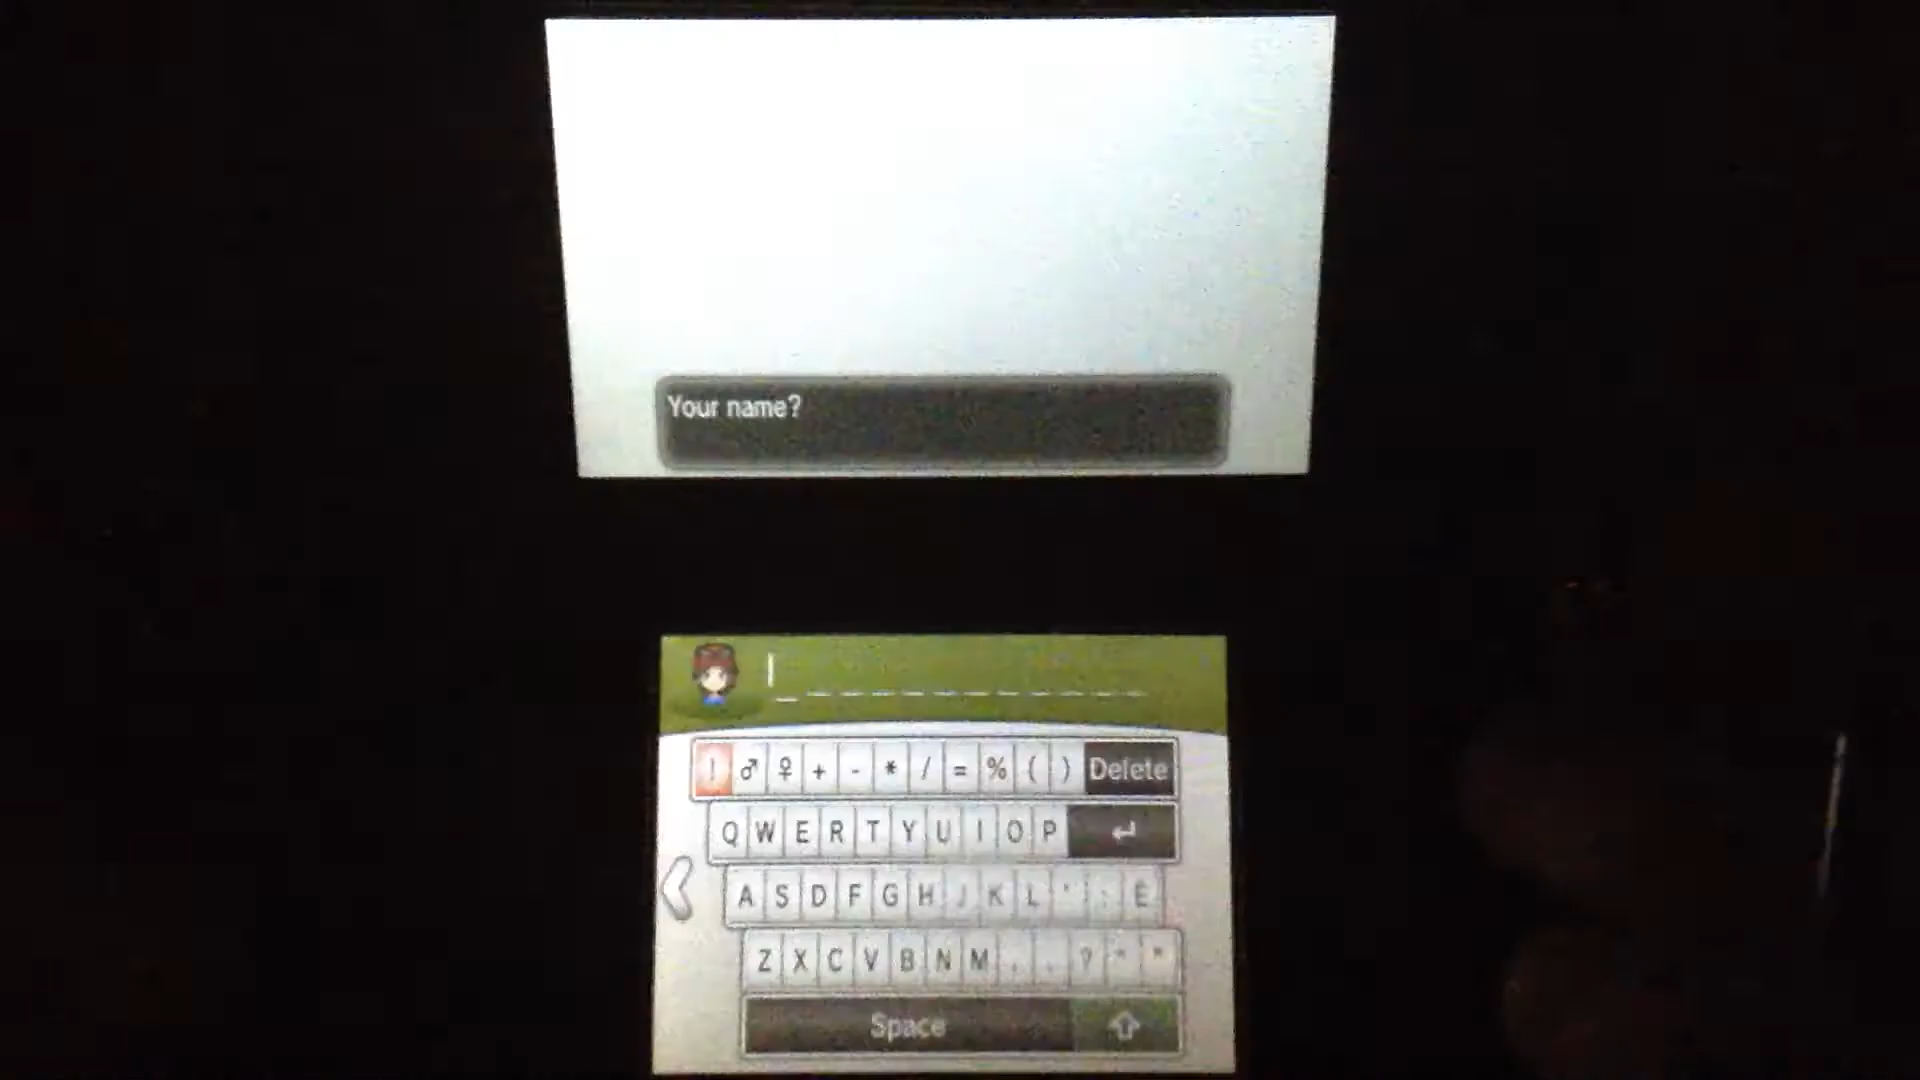 Your name?
! ♂ ♀ + - * / = % ( ) Delete
Q W E R T Y U I O P ↵
A S D F G H J K L ' : É
Z X C V B N M , . ? “ ”
Space